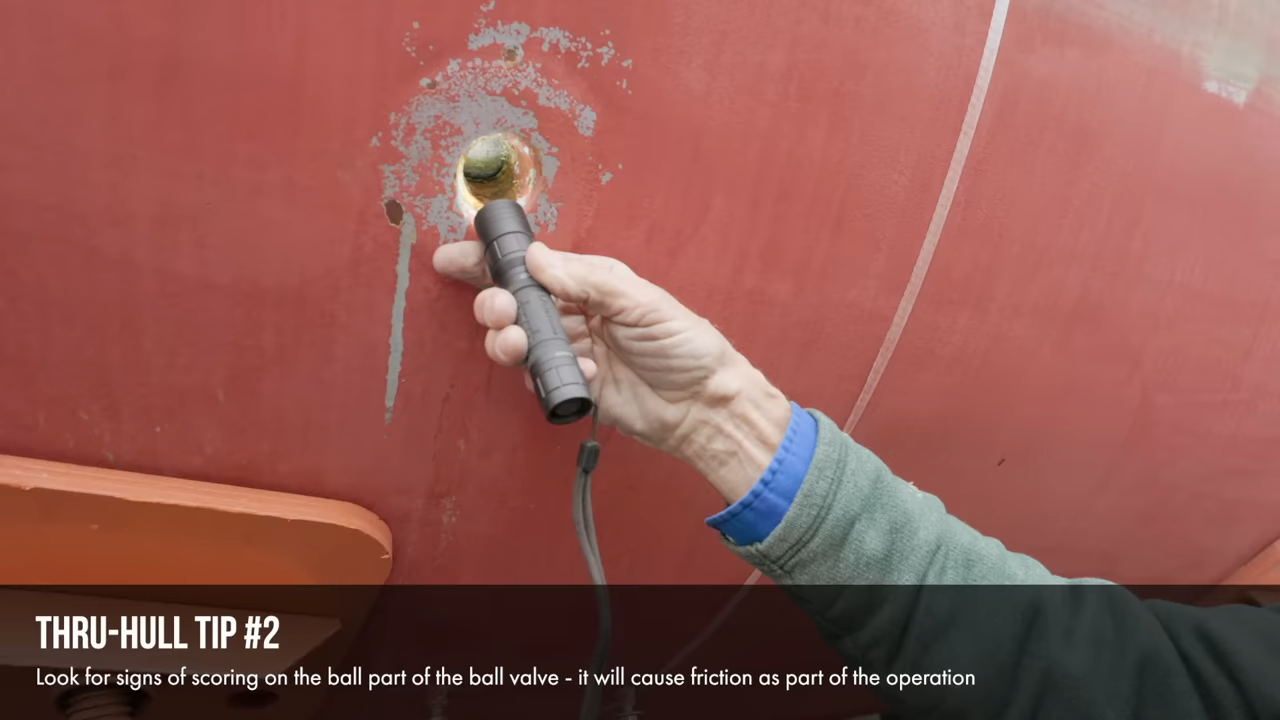 THRU-HULL TIP #2
Look for signs of scoring on the ball part of the ball valve - it will cause friction as part of the operation